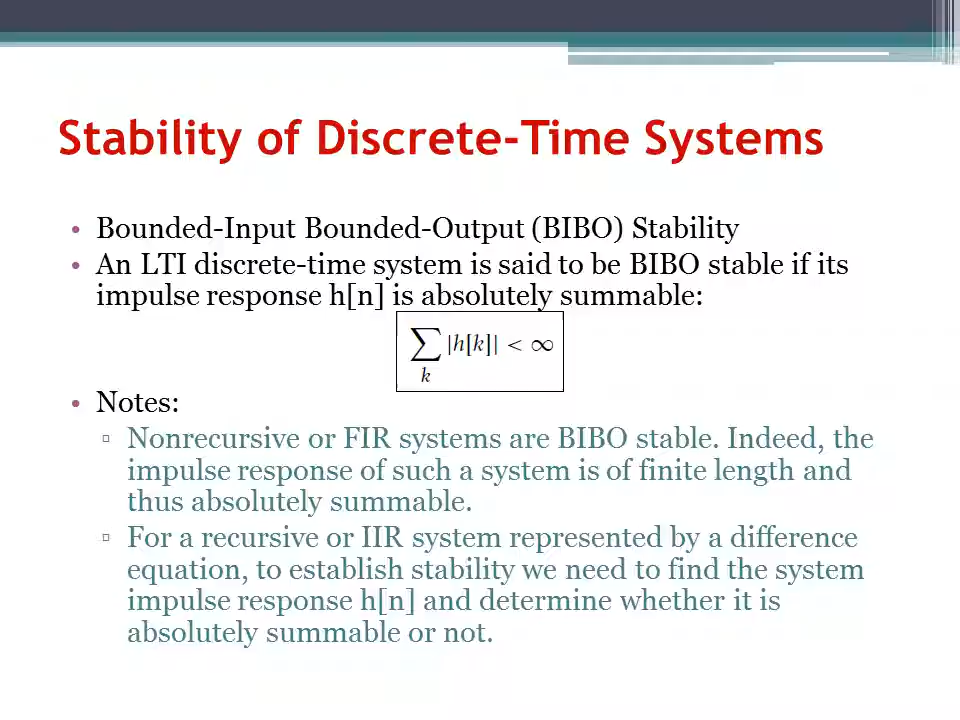 Stability of Discrete-Time Systems
• Bounded-Input Bounded-Output (BIBO) Stability
• An LTI discrete-time system is said to be BIBO stable if its
impulse response h[n] is absolutely summable:
∑ |h[k]| < ∞
k
• Notes:
▫ Nonrecursive or FIR systems are BIBO stable. Indeed, the
impulse response of such a system is of finite length and
thus absolutely summable.
▫ For a recursive or IIR system represented by a difference
equation, to establish stability we need to find the system
impulse response h[n] and determine whether it is
absolutely summable or not.